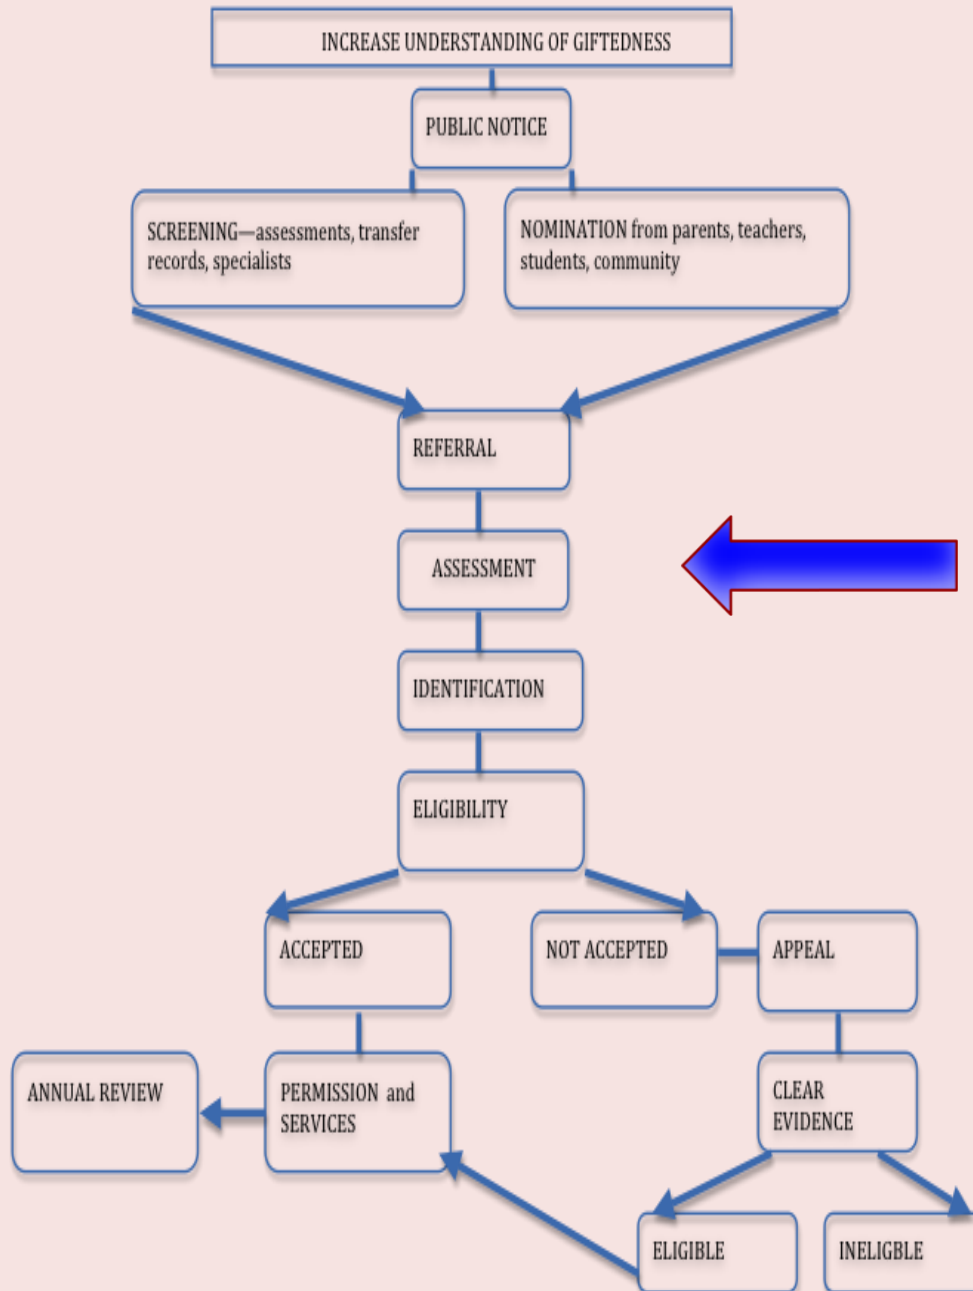 INCREASE UNDERSTANDING OF GIFTEDNESS
PUBLIC NOTICE
SCREENING—assessments, transfer
records, specialists
NOMINATION from parents, teachers,
students, community
REFERRAL
ASSESSMENT
IDENTIFICATION
ELIGIBILITY
ACCEPTED
NOT ACCEPTED
APPEAL
ANNUAL REVIEW
PERMISSION and
SERVICES
CLEAR
EVIDENCE
ELIGIBLE
INELIGBLE